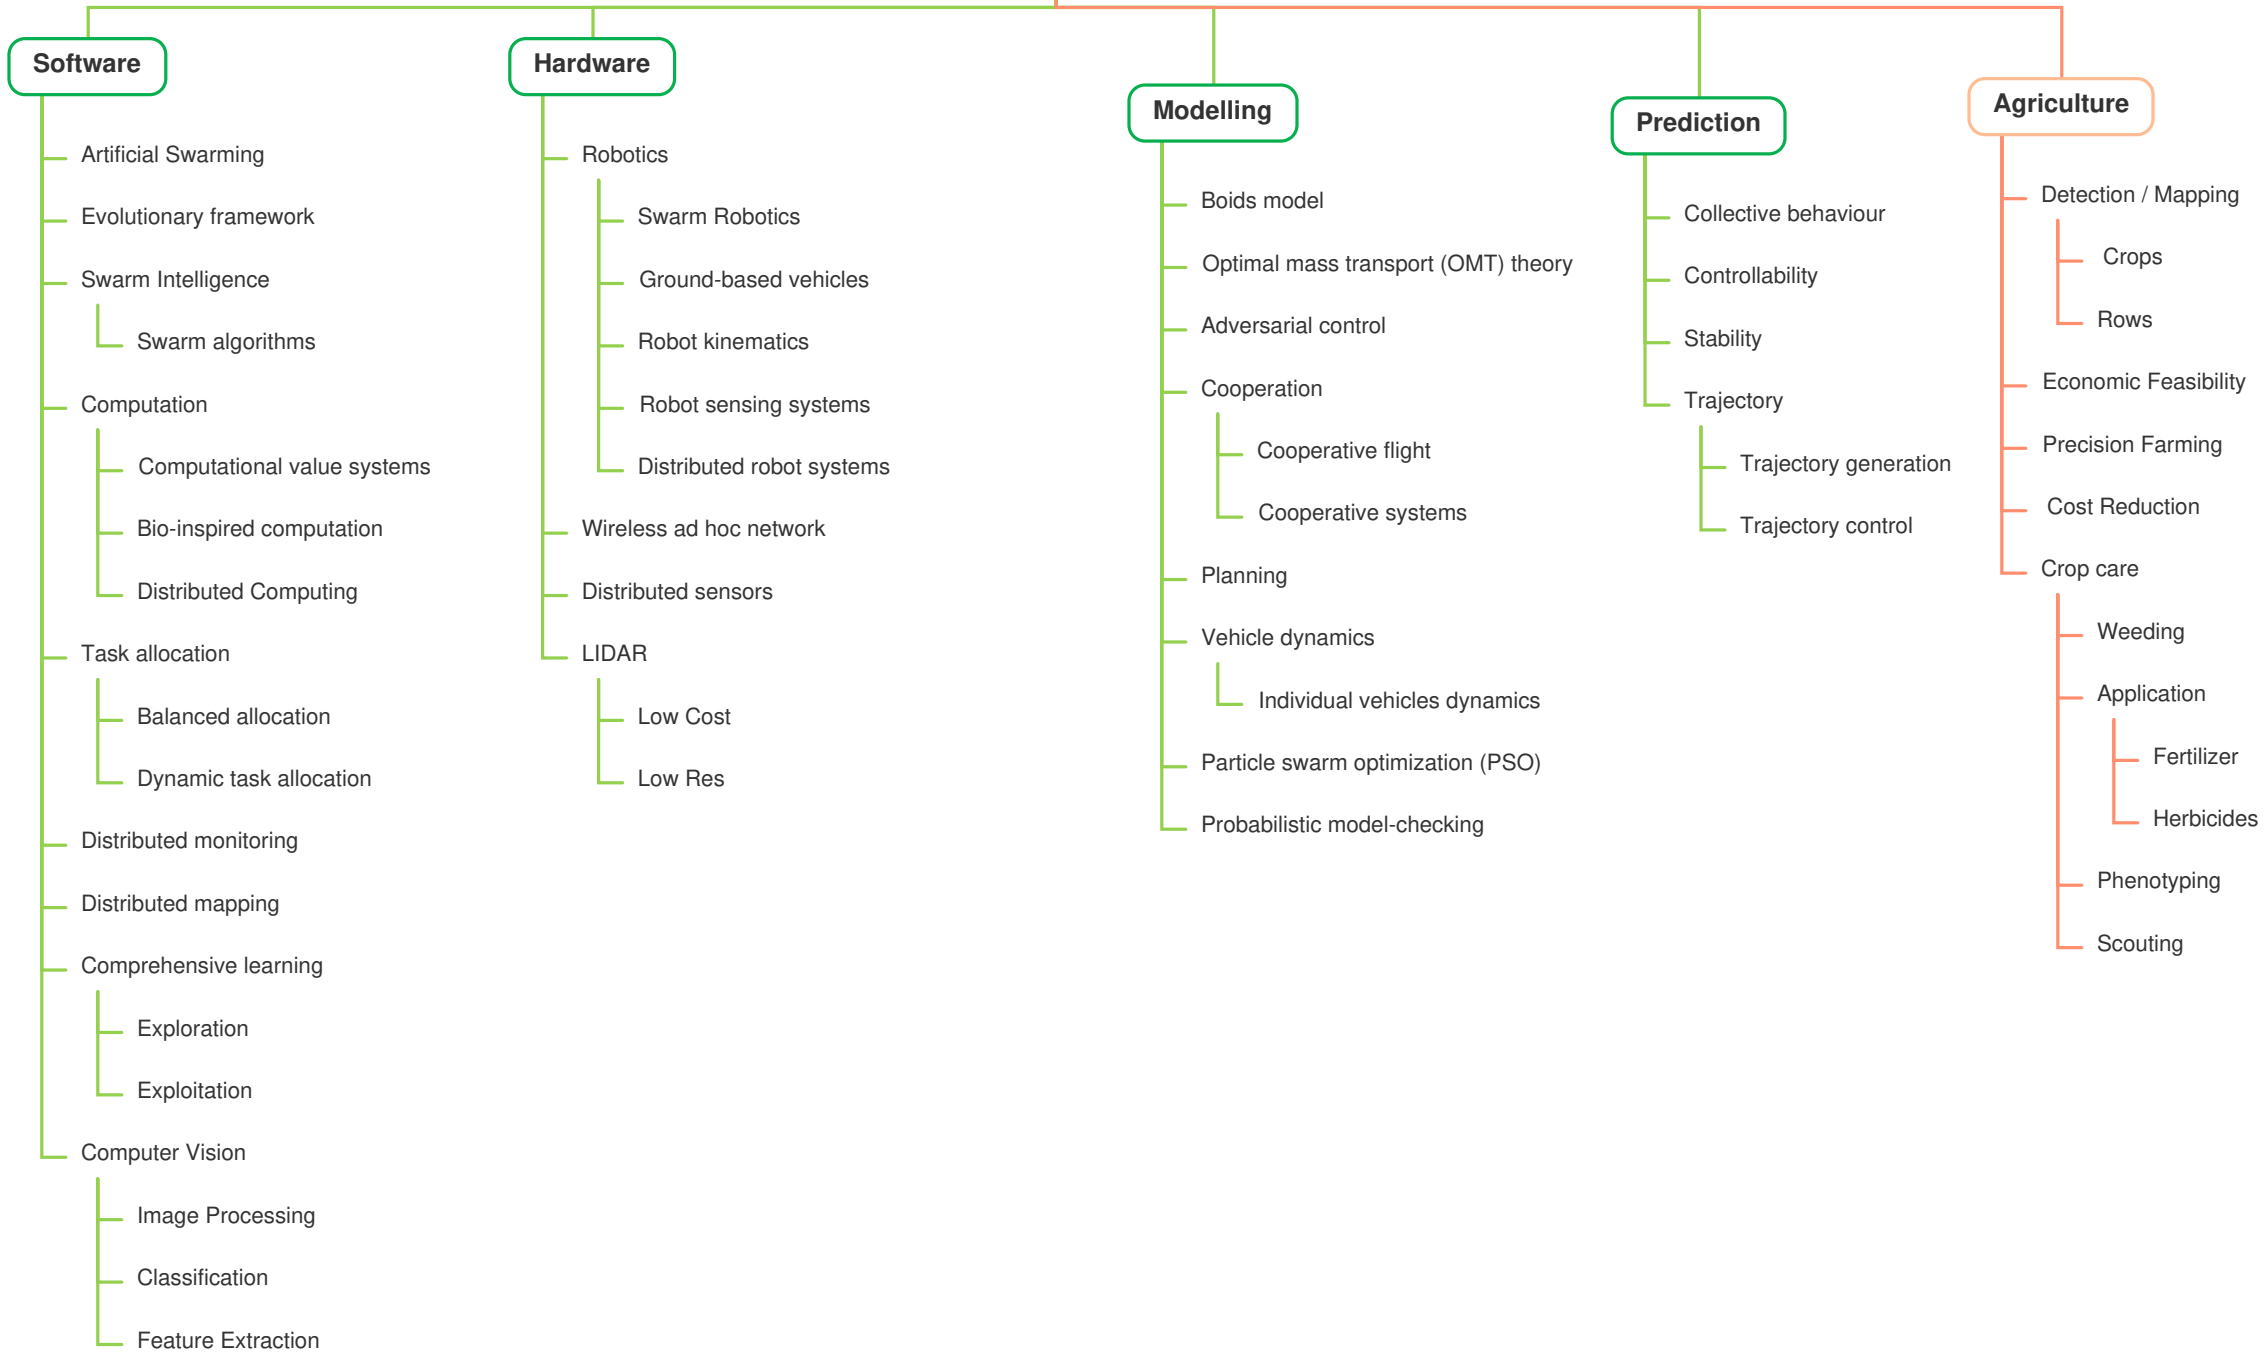 Software
Artificial Swarming
Evolutionary framework
Swarm Intelligence
Swarm algorithms
Computation
Computational value systems
Bio-inspired computation
Distributed Computing
Task allocation
Balanced allocation
Dynamic task allocation
Distributed monitoring
Distributed mapping
Comprehensive learning
Exploration
Exploitation
Computer Vision
Image Processing
Classification
Feature Extraction
Hardware
Robotics
Swarm Robotics
Ground-based vehicles
Robot kinematics
Robot sensing systems
Distributed robot systems
Wireless ad hoc network
Distributed sensors
LIDAR
Low Cost
Low Res
Modelling
Boids model
Optimal mass transport (OMT) theory
Adversarial control
Cooperation
Cooperative flight
Cooperative systems
Planning
Vehicle dynamics
Individual vehicles dynamics
Particle swarm optimization (PSO)
Probabilistic model-checking
Prediction
Collective behaviour
Controllability
Stability
Trajectory
Trajectory generation
Trajectory control
Agriculture
Detection / Mapping
Crops
Rows
Economic Feasibility
Precision Farming
Cost Reduction
Crop care
Weeding
Application
Fertilizer
Herbicides
Phenotyping
Scouting